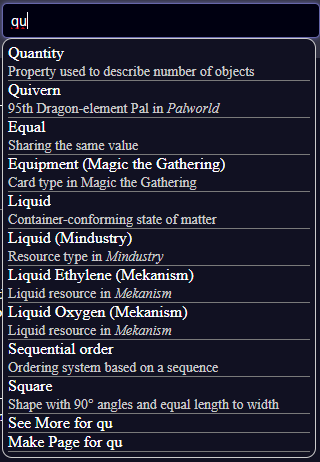 qu
Quantity
Property used to describe number of objects
Quivern
95th Dragon-element Pal in Palworld
Equal
Sharing the same value
Equipment (Magic the Gathering)
Card type in Magic the Gathering
Liquid
Container-conforming state of matter
Liquid (Mindustry)
Resource type in Mindustry
Liquid Ethylene (Mekanism)
Liquid resource in Mekanism
Liquid Oxygen (Mekanism)
Liquid resource in Mekanism
Sequential order
Ordering system based on a sequence
Square
Shape with 90° angles and equal length to width
See More for qu
Make Page for qu